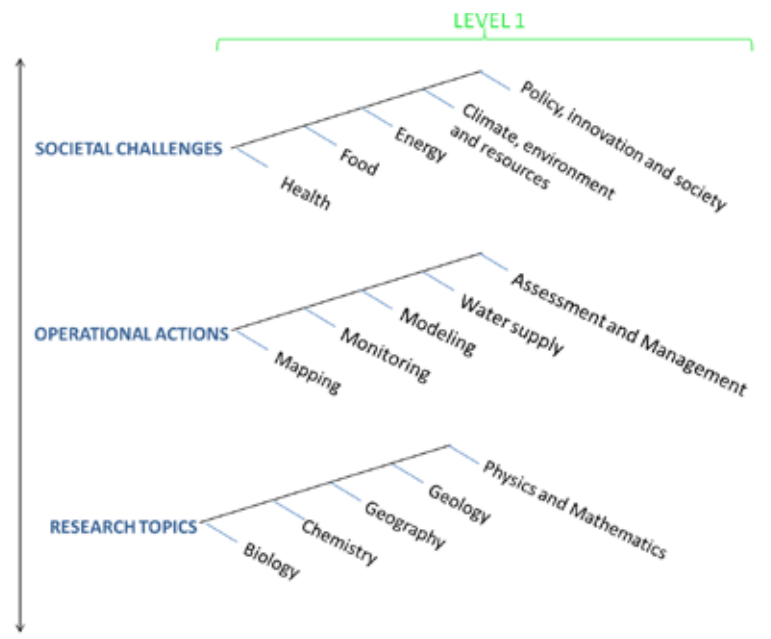 LEVEL 1
SOCIETAL CHALLENGES
Health
Food
Energy
Climate, environment
and resources
Policy, innovation and society
OPERATIONAL ACTIONS
Mapping
Monitoring
Modeling
Water supply
Assessment and Management
RESEARCH TOPICS
Biology
Chemistry
Geography
Geology
Physics and Mathematics